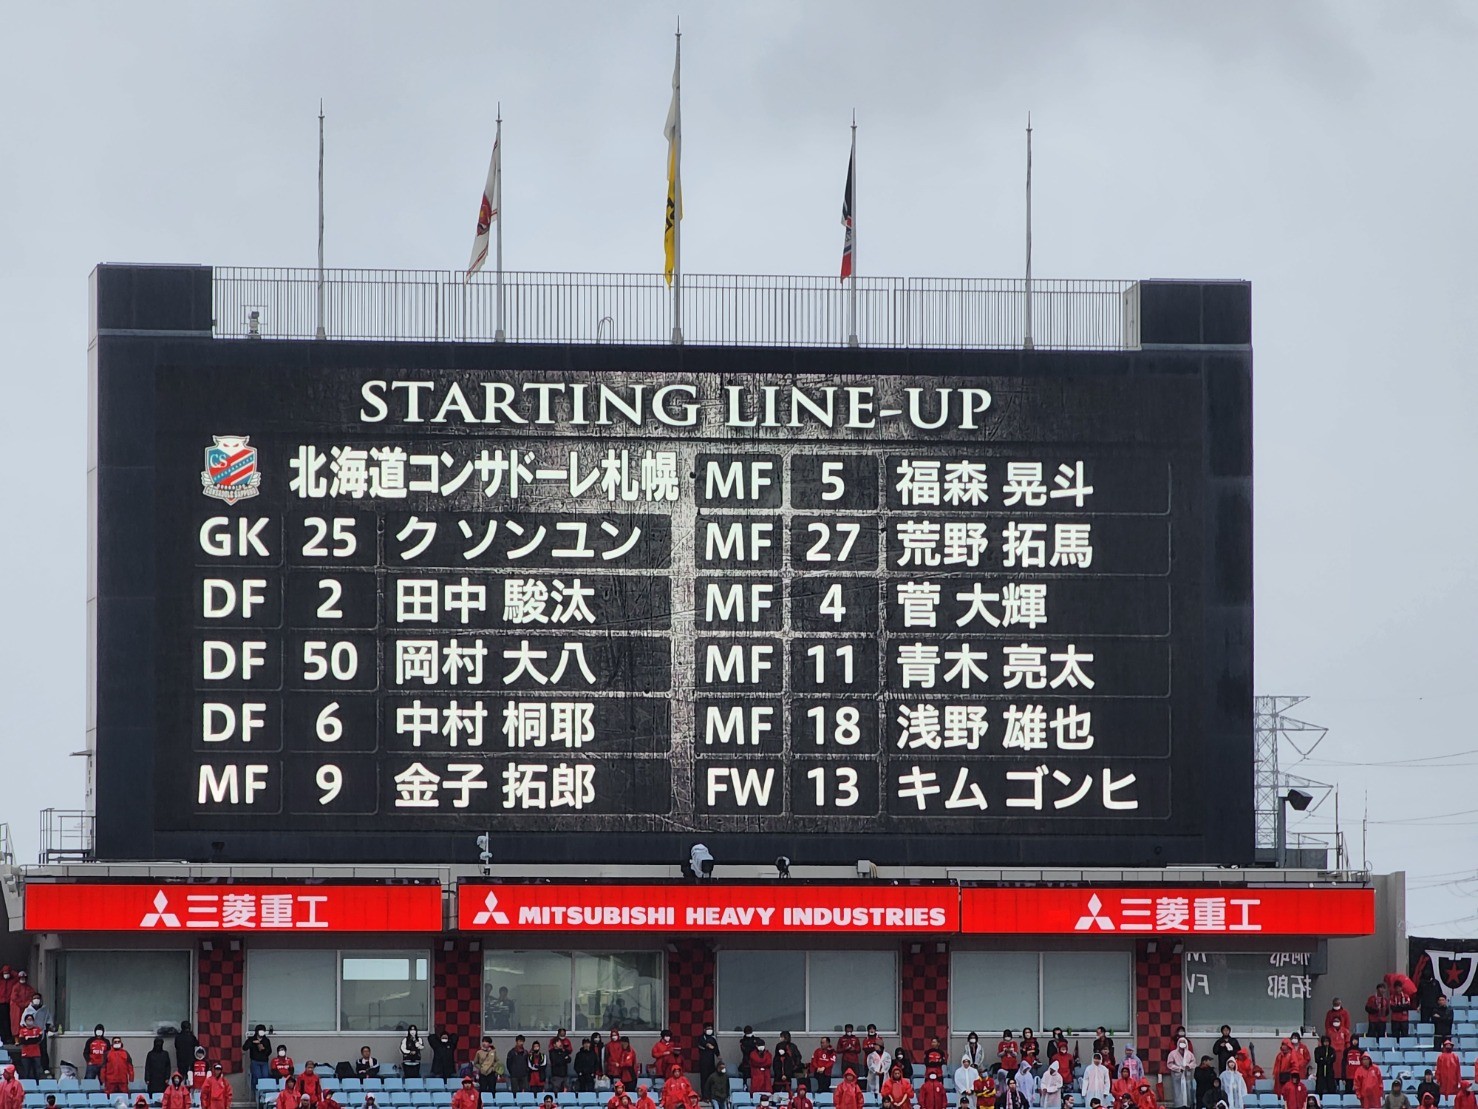 STARTING LINE-UP
北海道コンサドーレ札幌
GK 25 ク ソンユン
DF 2 田中 駿汰
DF 50 岡村 大八
DF 6 中村 桐耶
MF 9 金子 拓郎
MF 5 福森 晃斗
MF 27 荒野 拓馬
MF 4 菅 大輝
MF 11 青木 亮太
MF 18 浅野 雄也
FW 13 キム ゴンヒ
三菱重工
MITSUBISHI HEAVY INDUSTRIES
三菱重工